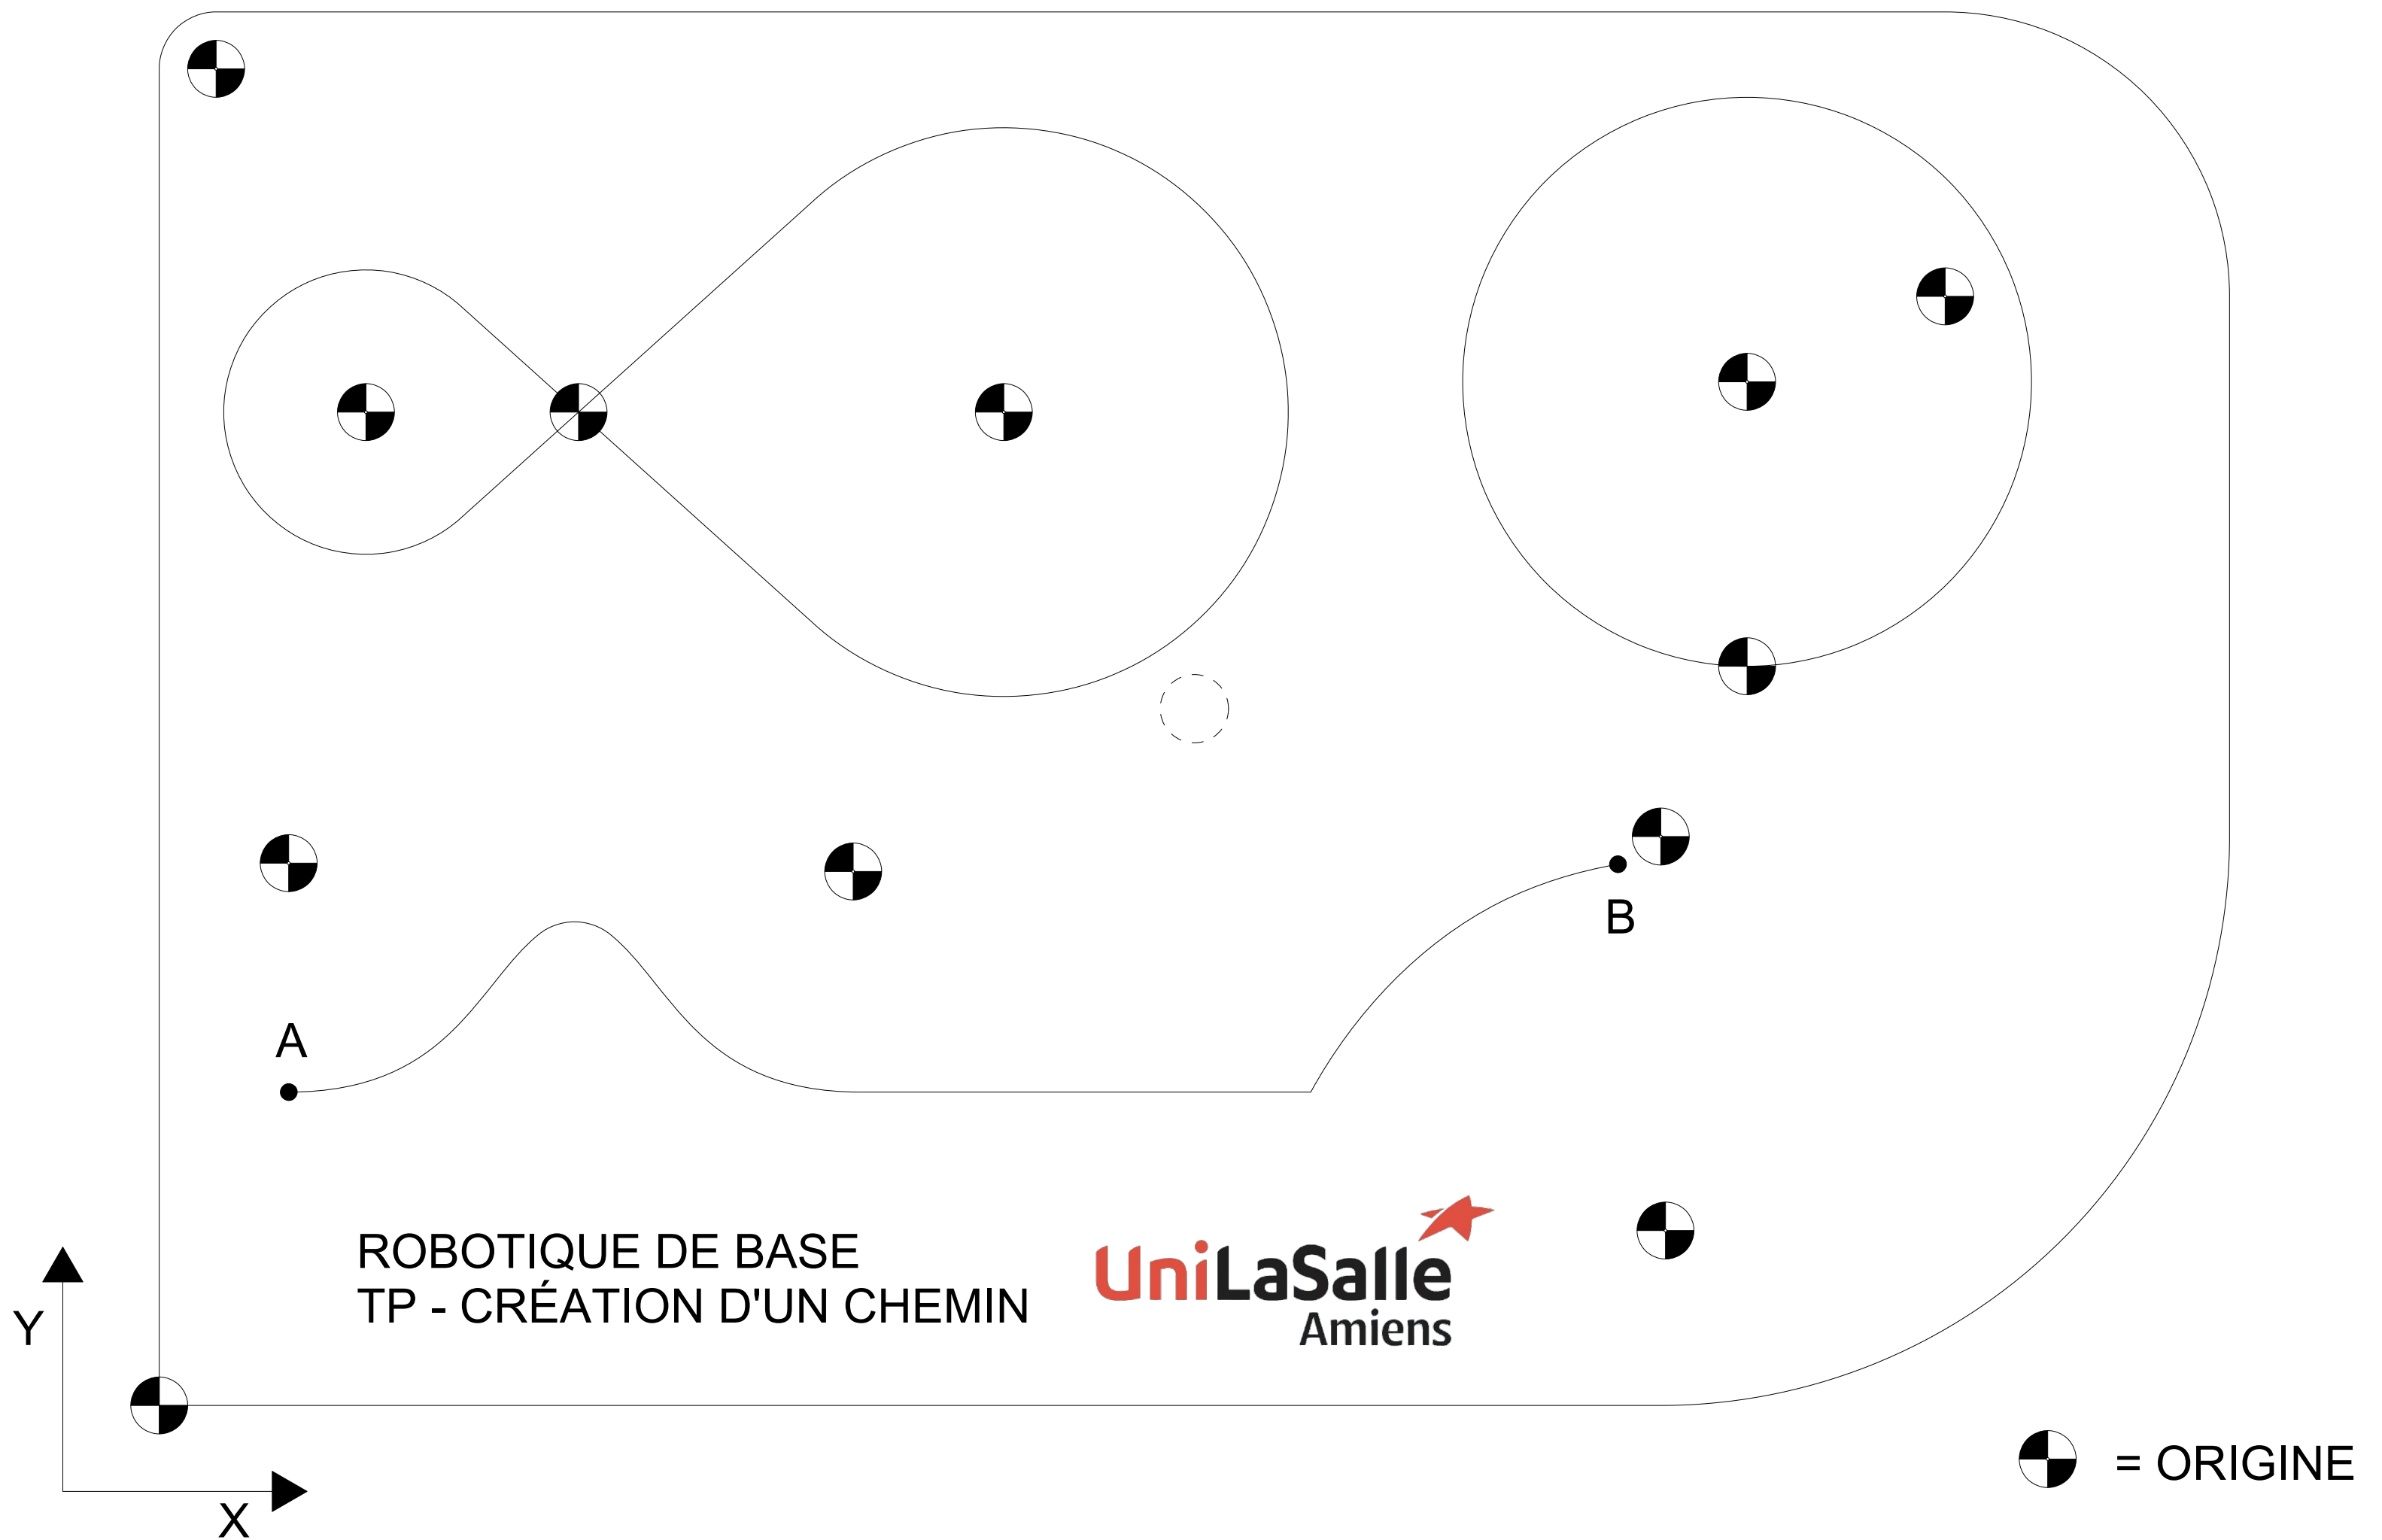 B
A
ROBOTIQUE DE BASE
TP - CRÉATION D'UN CHEMIN
UniLaSalle
Amiens
Y
X
= ORIGINE